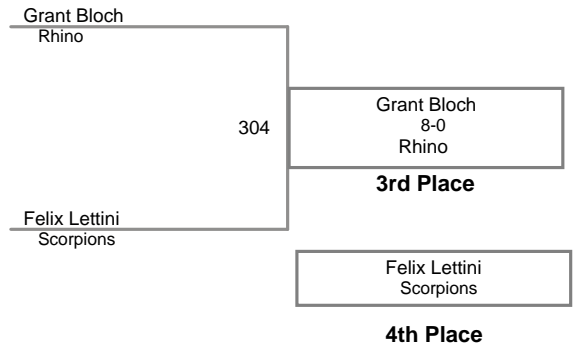 Grant Bloch
Rhino
304
Grant Bloch
8-0
Rhino
3rd Place
Felix Lettini
Scorpions
Felix Lettini
Scorpions
4th Place